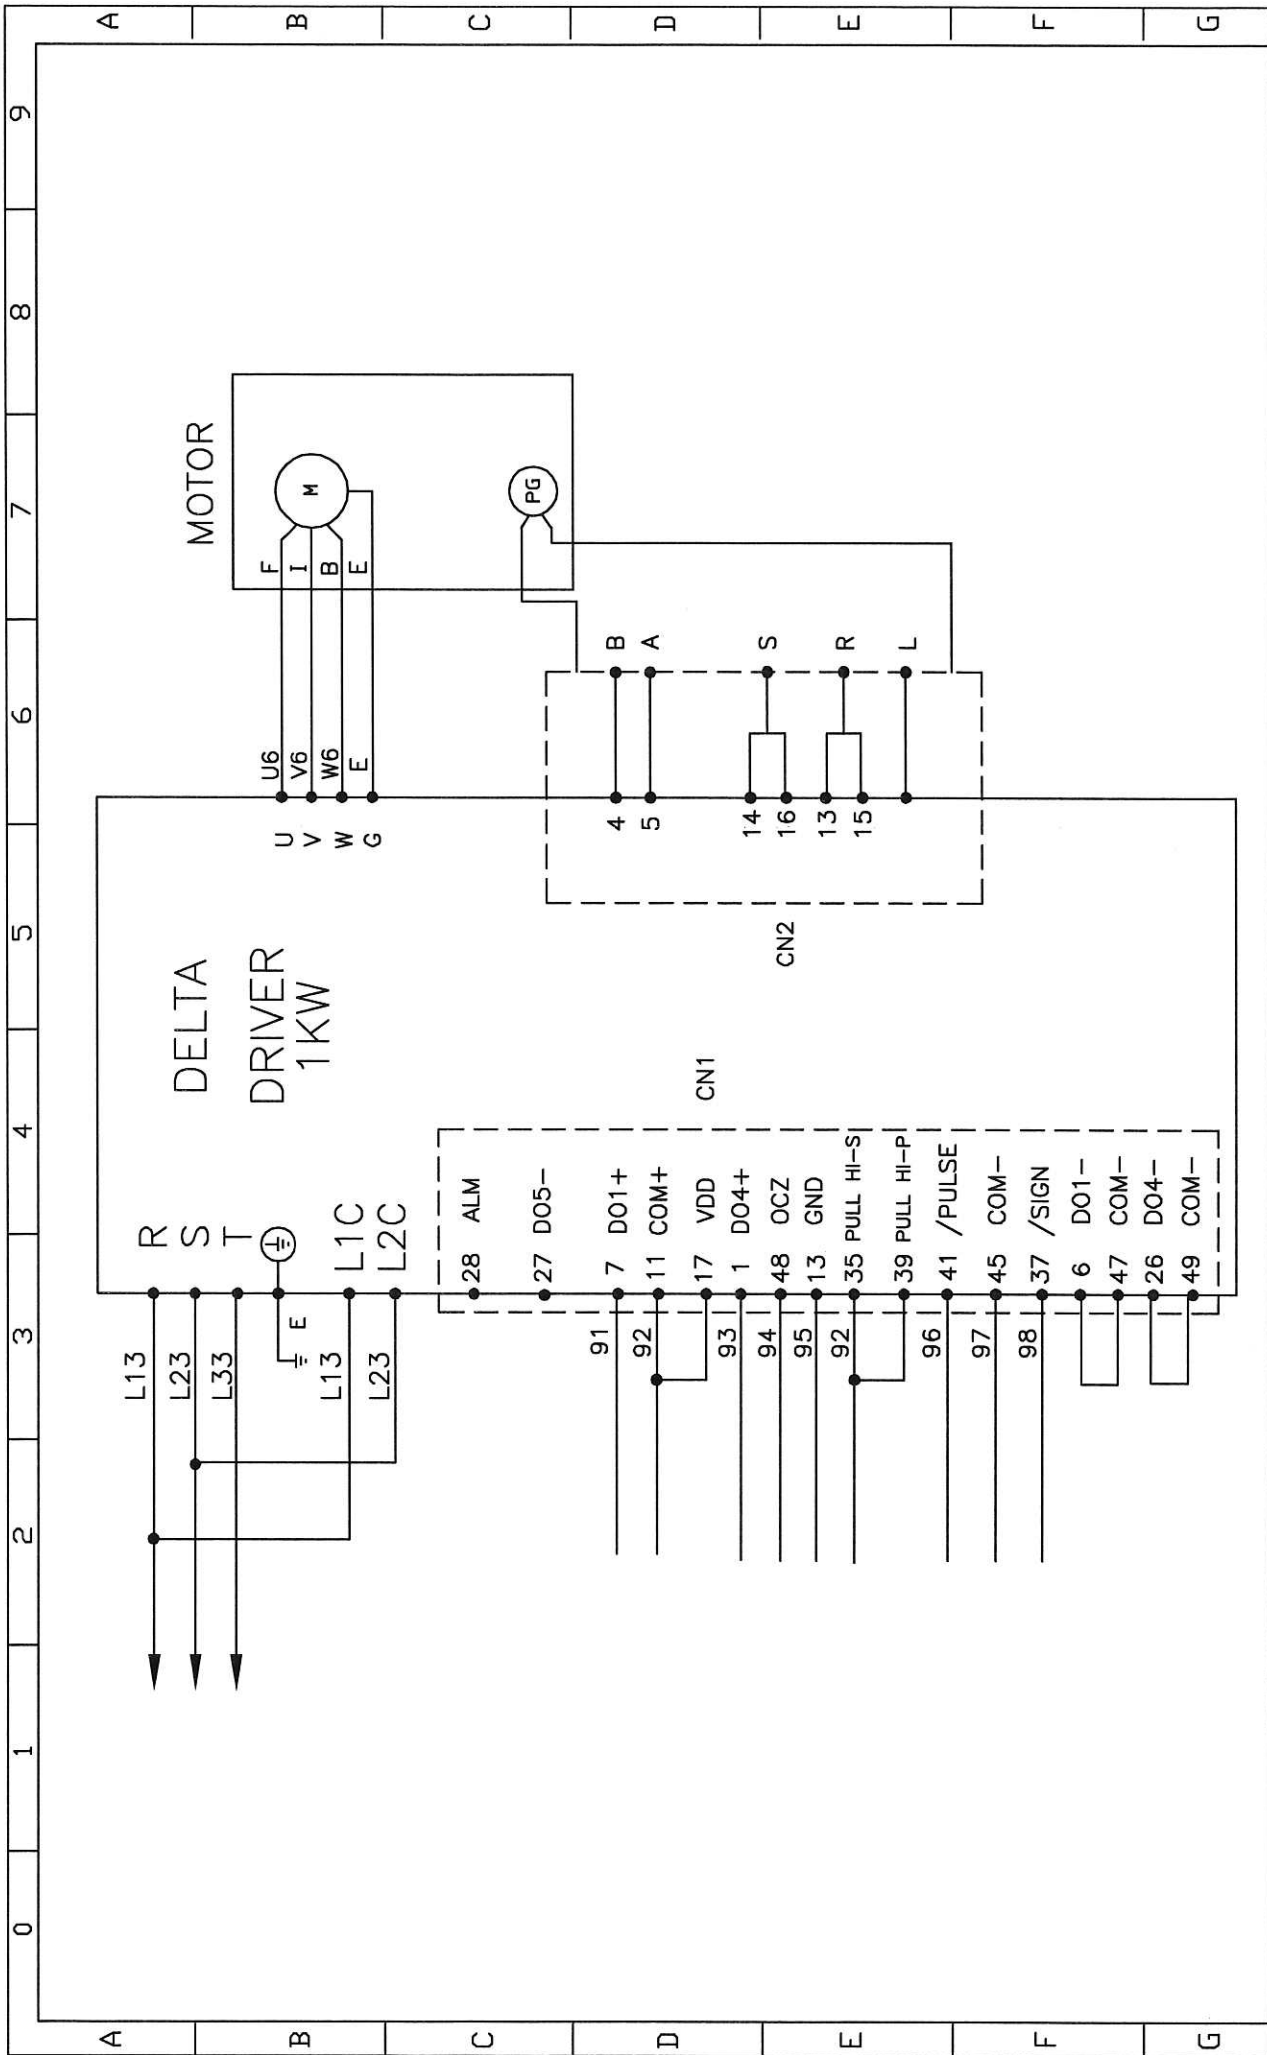 0 1 2 3 4 5 6 7 8 9
A
B
C
D
E
F
G
A
B
C
D
E
F
G
DELTA
DRIVER
1KW
MOTOR
L13 R
L23 S
L33 T
E
L13 L1C
L23 L2C
28 ALM
27 DO5-
91 7 DO1+
92 11 COM+
17 VDD
93 1 DO4+
94 48 OCZ
95 13 GND
92 35 PULL HI-S
39 PULL HI-P
96 41 /PULSE
97 45 COM-
98 37 /SIGN
6 DO1-
47 COM-
26 DO4-
49 COM-
CN1
U U6 F
V V6 I
W W6 B
G E E
M
PG
CN2
4 B
5 A
14
16
S
13
15
R
L